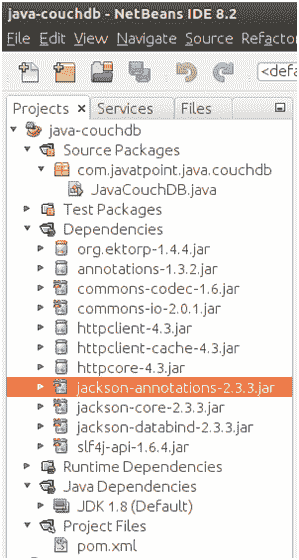 java-couchdb - NetBeans IDE 8.2
File Edit View Navigate Source Refactor
<defa
Projects × Services Files
java-couchdb
Source Packages
com.javatpoint.java.couchdb
JavaCouchDB.java
Test Packages
Dependencies
org.ektorp-1.4.4.jar
annotations-1.3.2.jar
commons-codec-1.6.jar
commons-io-2.0.1.jar
httpclient-4.3.jar
httpclient-cache-4.3.jar
httpcore-4.3.jar
jackson-annotations-2.3.3.jar
jackson-core-2.3.3.jar
jackson-databind-2.3.3.jar
slf4j-api-1.6.4.jar
Runtime Dependencies
Java Dependencies
JDK 1.8 (Default)
Project Files
pom.xml